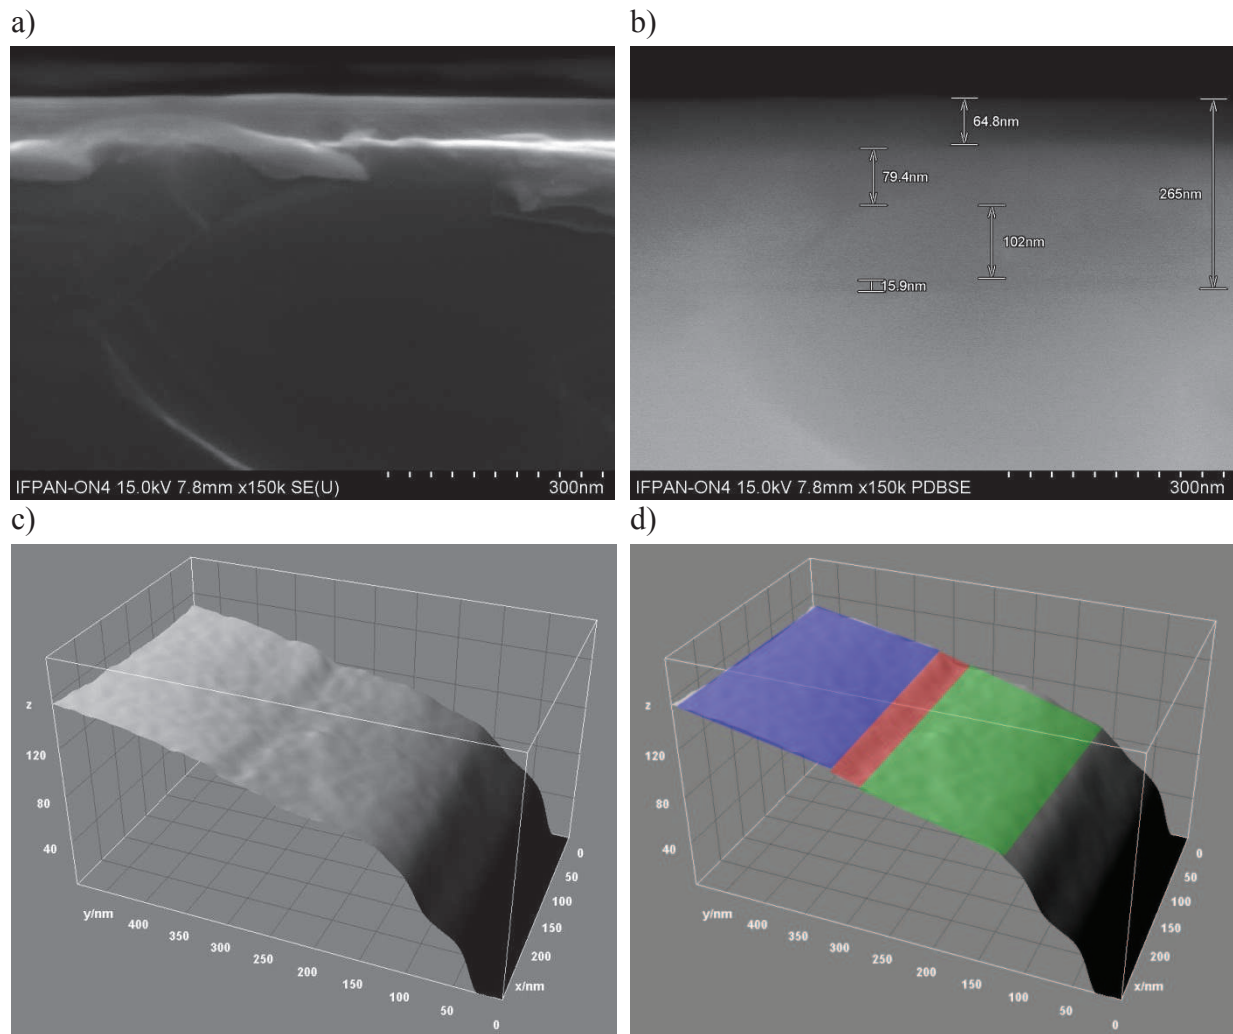 a)
b)
64.8nm
79.4nm
265nm
102nm
15.9nm
IFPAN-ON4 15.0kV 7.8mm x150k SE(U)
300nm
IFPAN-ON4 15.0kV 7.8mm x150k PDBSE
300nm
c)
d)
z
120
80
40
y/nm
400
350
300
250
200
150
100
50
0
x/nm
200
150
100
50
0
z
120
80
40
y/nm
400
350
300
250
200
150
100
50
0
x/nm
200
150
100
50
0